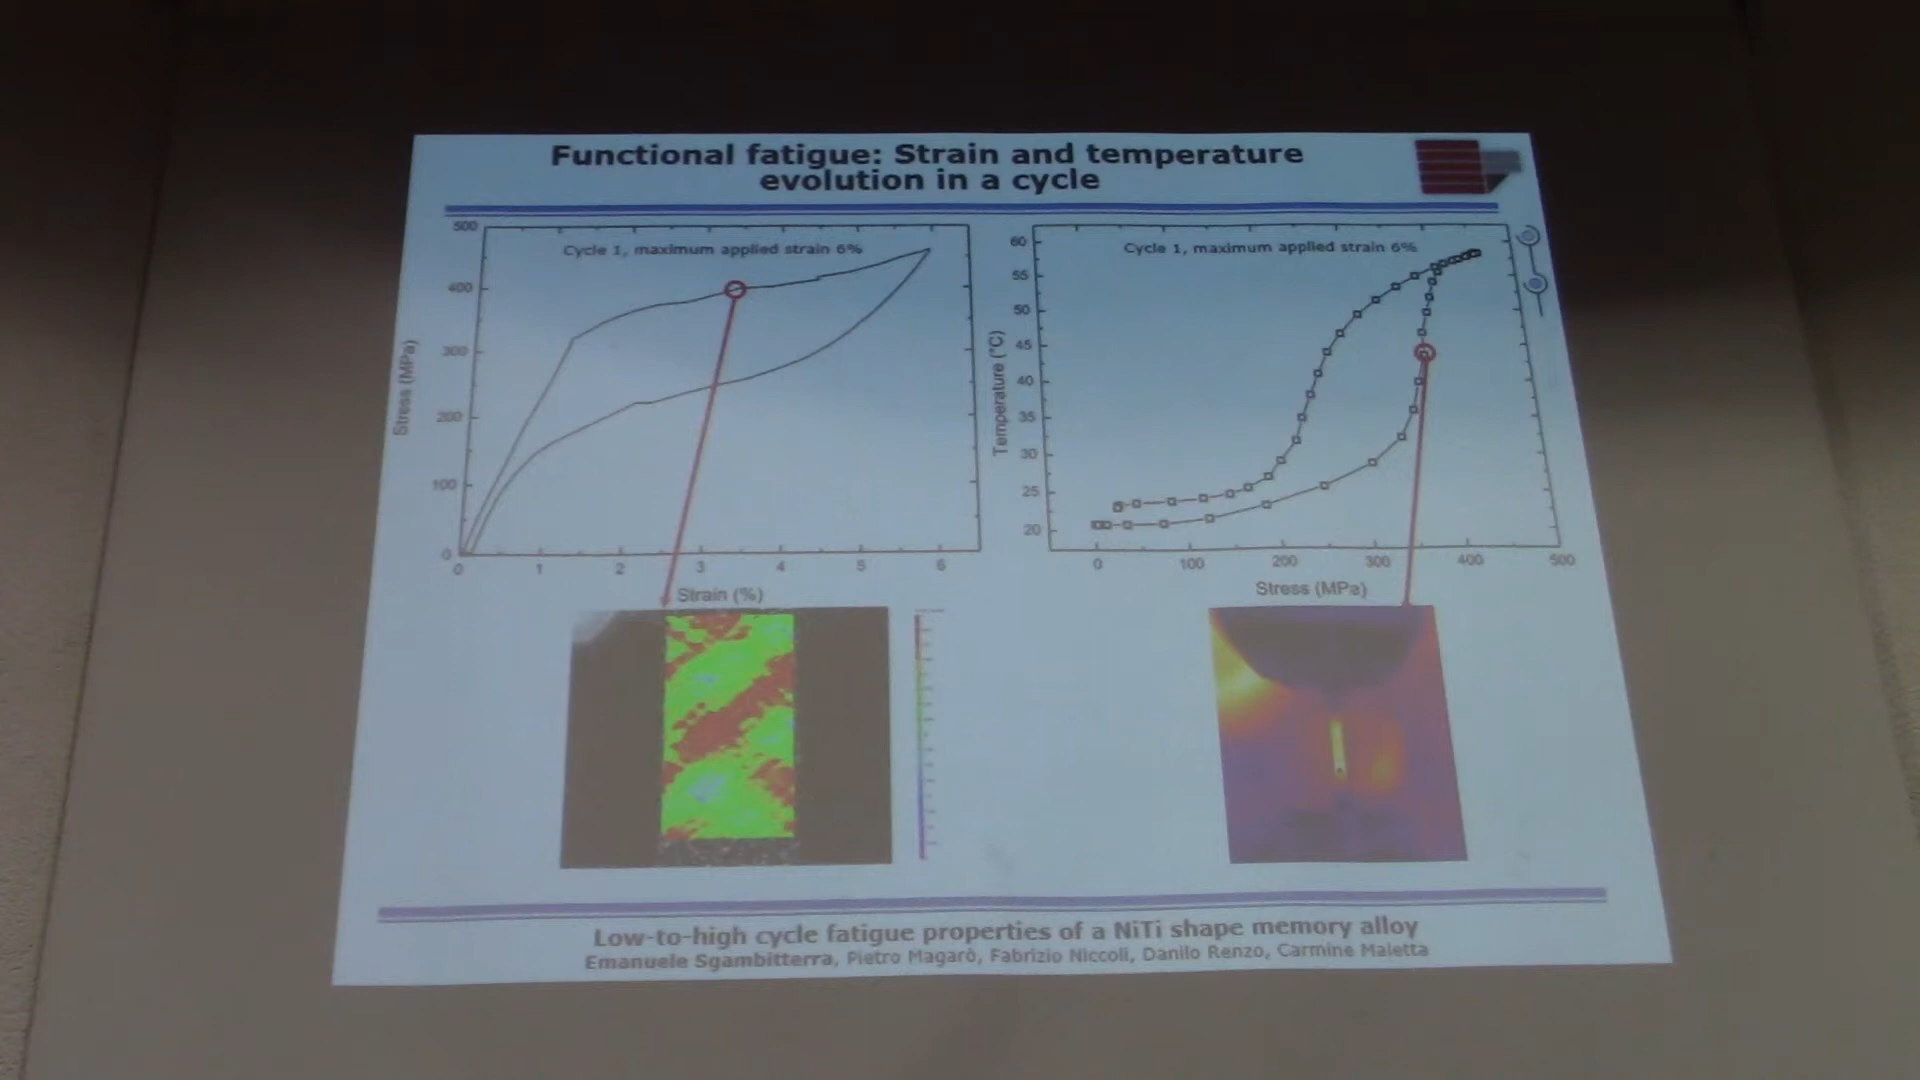 Functional fatigue: Strain and temperature
evolution in a cycle
Cycle 1, maximum applied strain 6%
500
400
300
200
100
0
Stress (MPa)
0 1 2 3 4 5 6
Strain (%)
Cycle 1, maximum applied strain 6%
60
55
50
45
40
35
30
25
20
Temperature (°C)
0 100 200 300 400 500
Stress (MPa)
Low-to-high cycle fatigue properties of a NiTi shape memory alloy
Emanuele Sgambitterra, Pietro Magarò, Fabrizio Niccoli, Danilo Renzo, Carmine Maletta